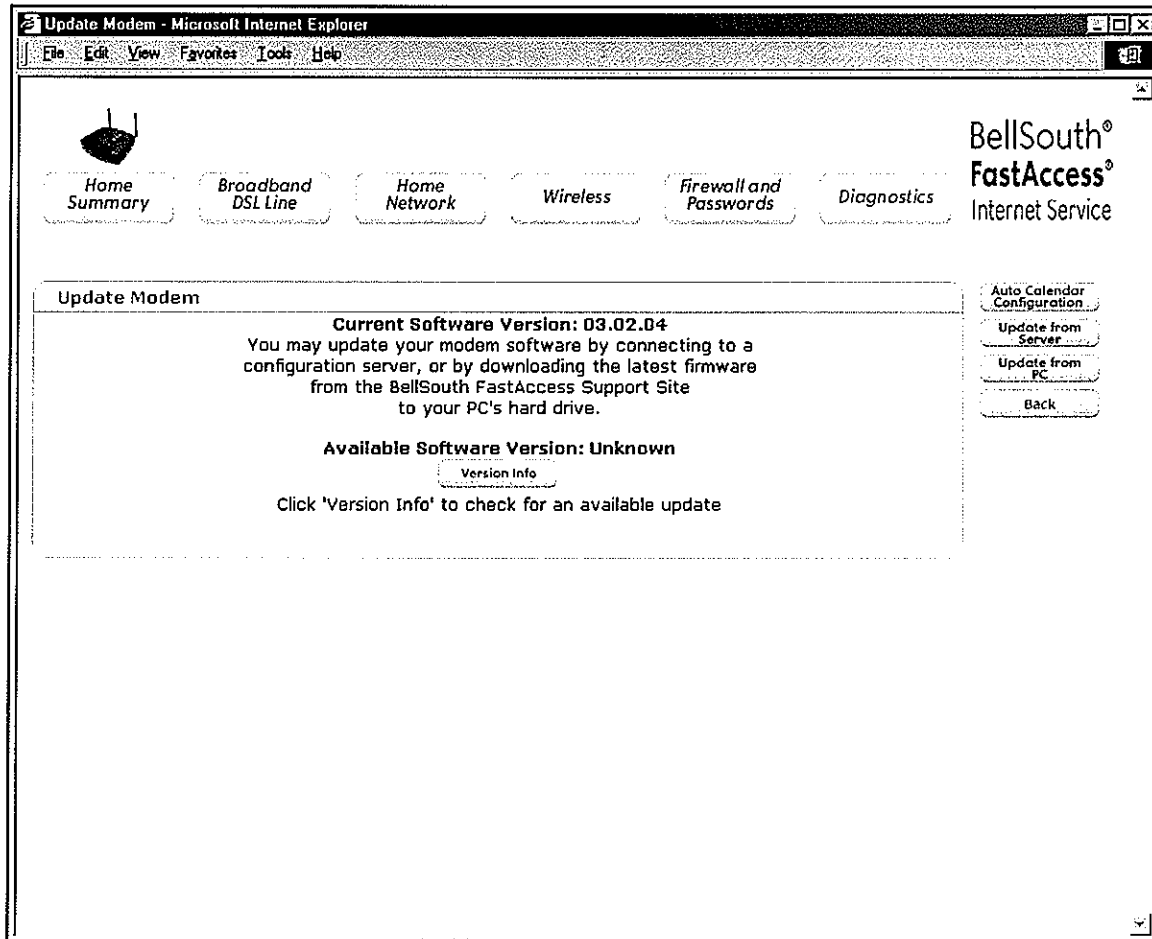 Update Modem - Microsoft Internet Explorer
File Edit View Favorites Tools Help
BellSouth®
FastAccess®
Internet Service
Home
Summary
Broadband
DSL Line
Home
Network
Wireless
Firewall and
Passwords
Diagnostics
Update Modem
Current Software Version: 03.02.04
You may update your modem software by connecting to a
configuration server, or by downloading the latest firmware
from the BellSouth FastAccess Support Site
to your PC's hard drive.
Available Software Version: Unknown
Version Info
Click 'Version Info' to check for an available update
Auto Calendar
Configuration
Update from
Server
Update from
PC
Back